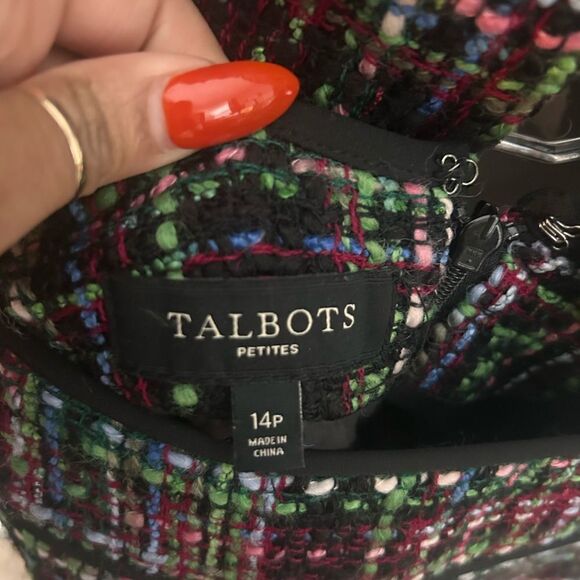 TALBOTS
PETITES
14P
MADE IN
CHINA